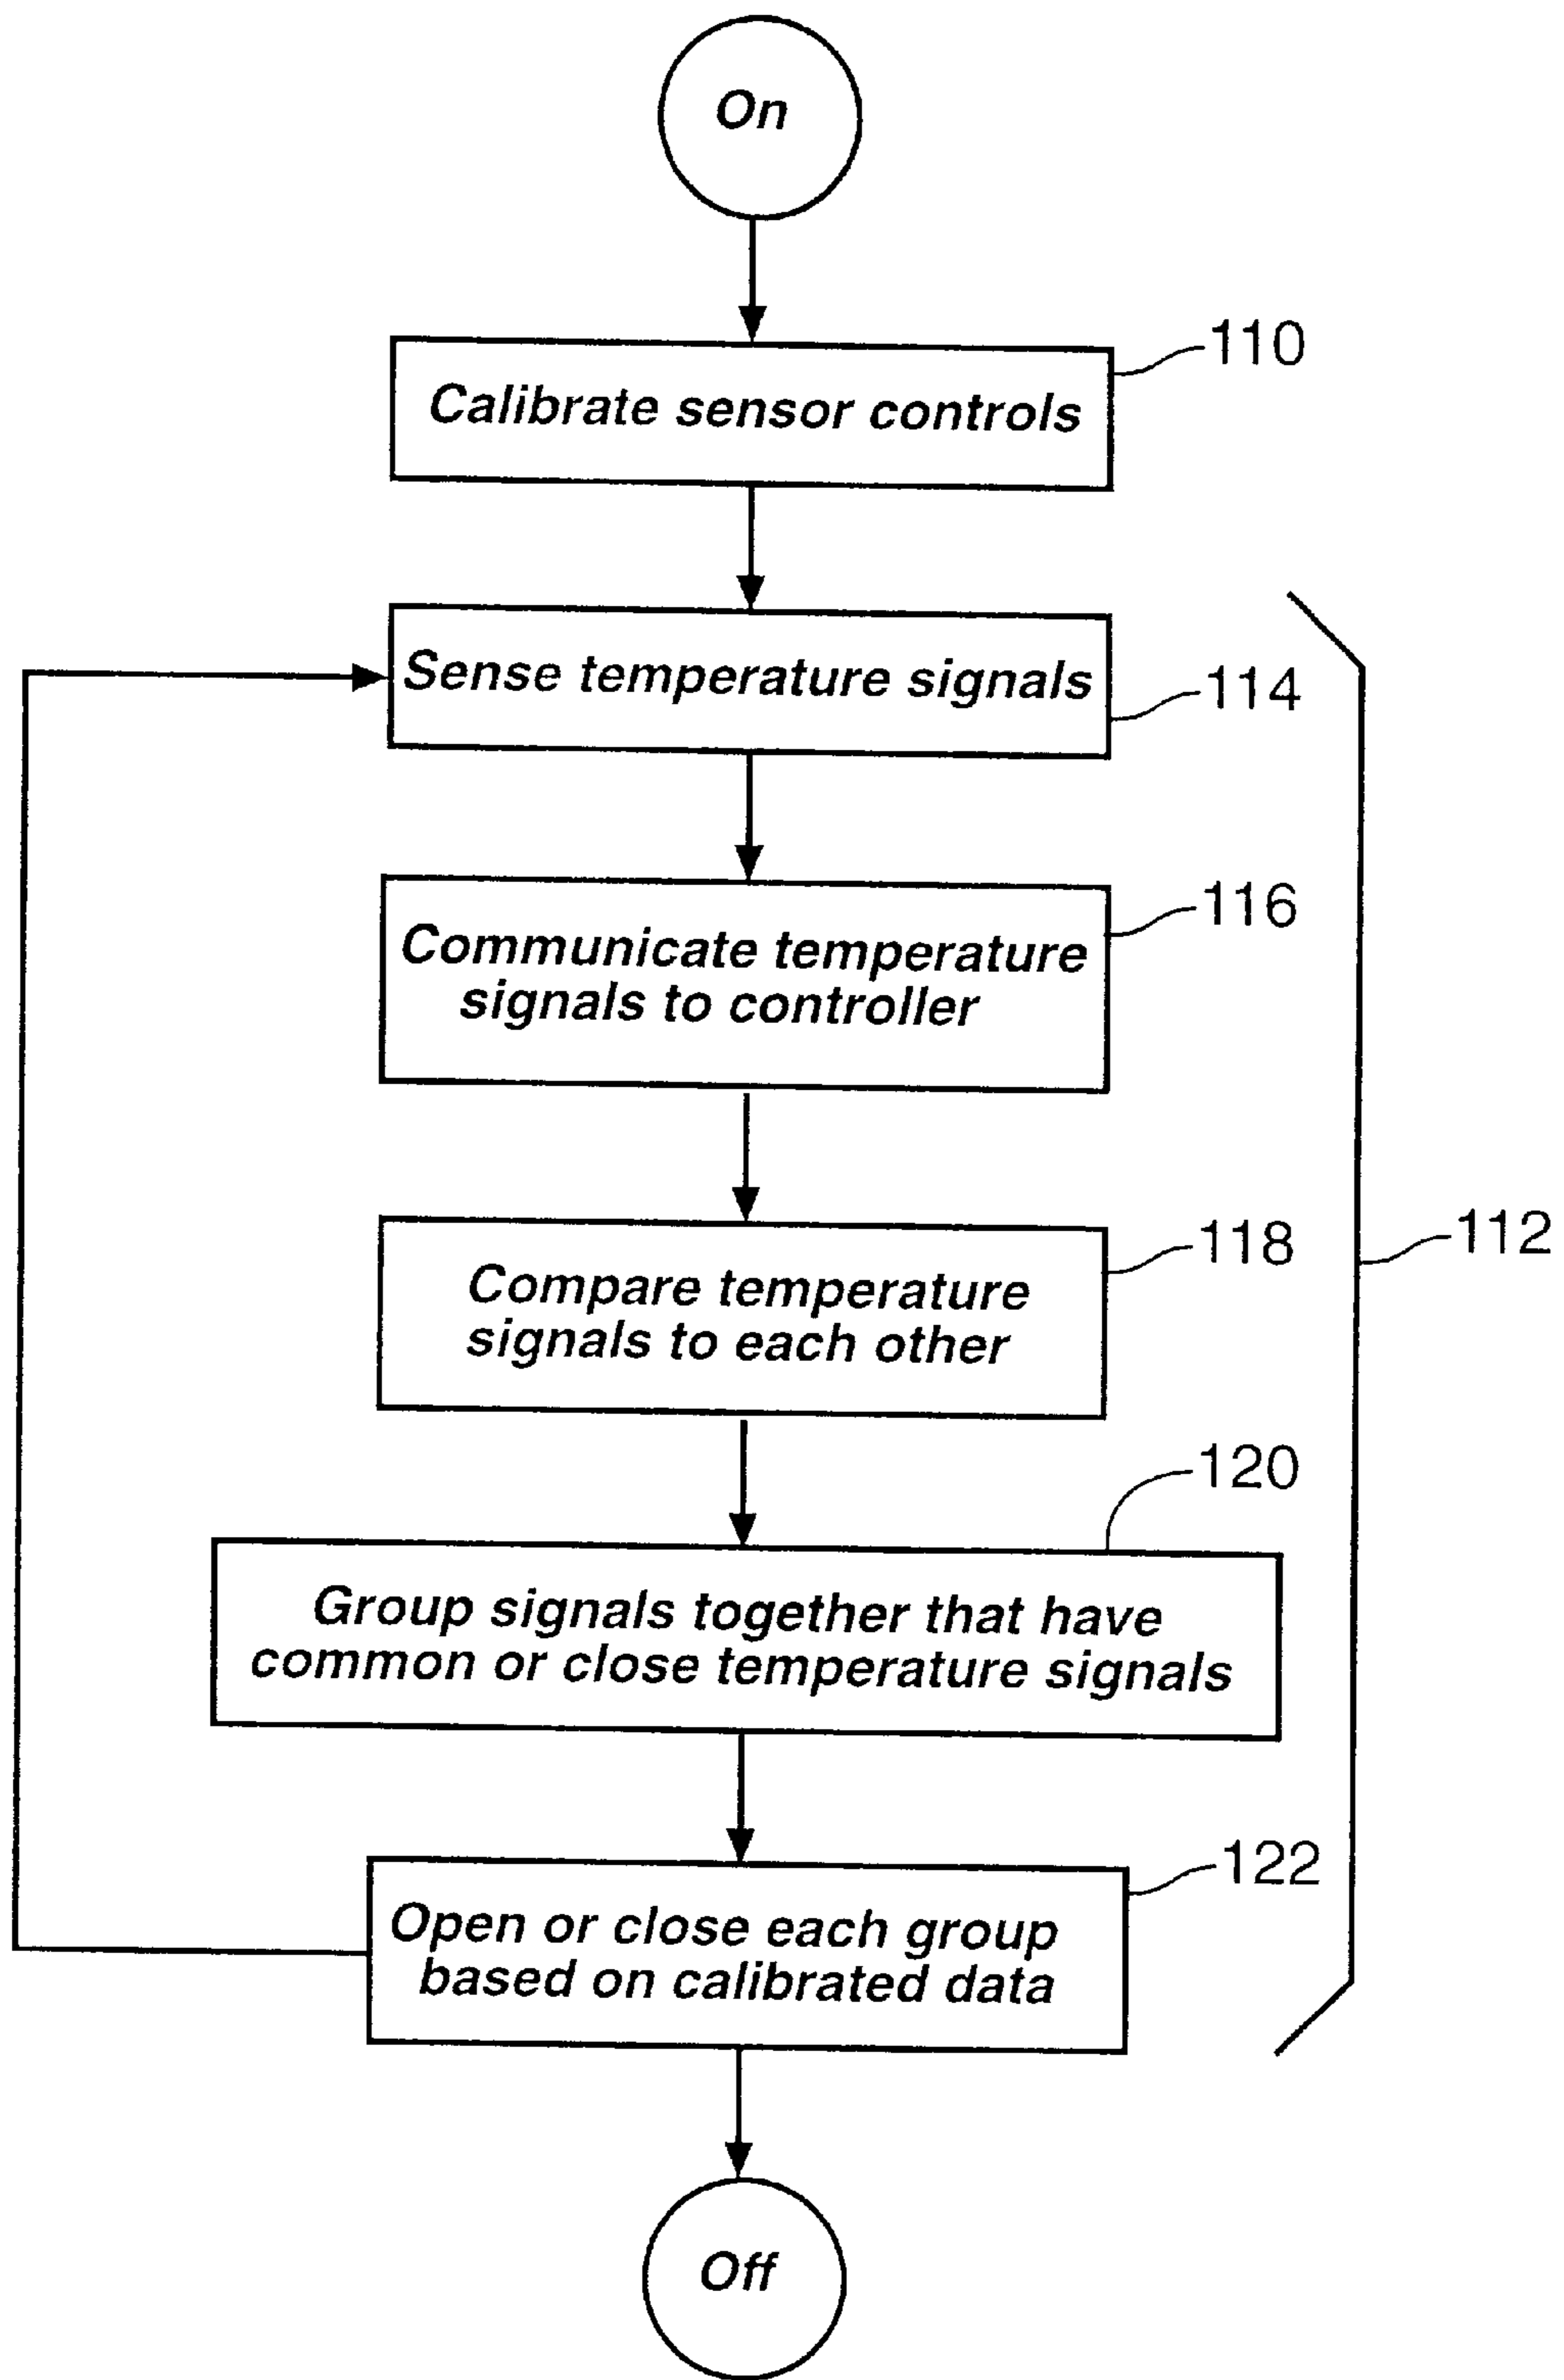 On
110
Calibrate sensor controls
Sense temperature signals
114
116
Communicate temperature
signals to controller
118
112
Compare temperature
signals to each other
120
Group signals together that have
common or close temperature signals
122
Open or close each group
based on calibrated data
Off